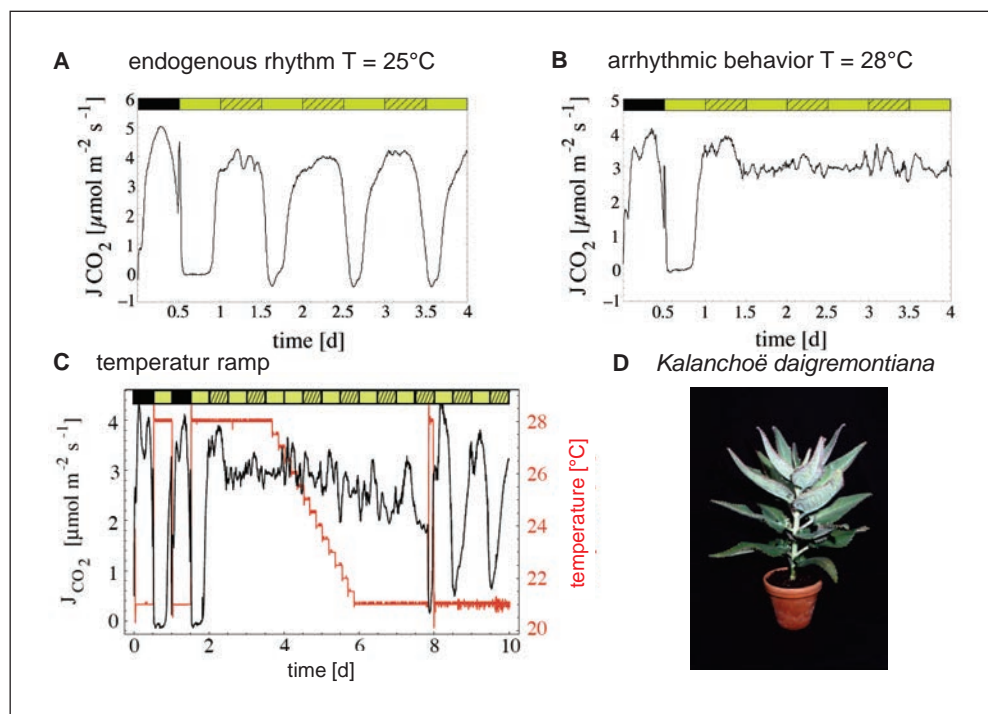 A endogenous rhythm T = 25°C
6
5
4
3
2
1
0
−1
J CO2 [µmol m−2 s−1]
0.5 1 1.5 2 2.5 3 3.5 4
time [d]
B arrhythmic behavior T = 28°C
5
4
3
2
1
0
−1
J CO2 [µmol m−2 s−1]
0.5 1 1.5 2 2.5 3 3.5 4
time [d]
C temperatur ramp
4
3
2
1
0
JCO2 [µmol m−2 s−1]
28
26
24
22
20
temperature [°C]
0 2 4 6 8 10
time [d]
D Kalanchoë daigremontiana